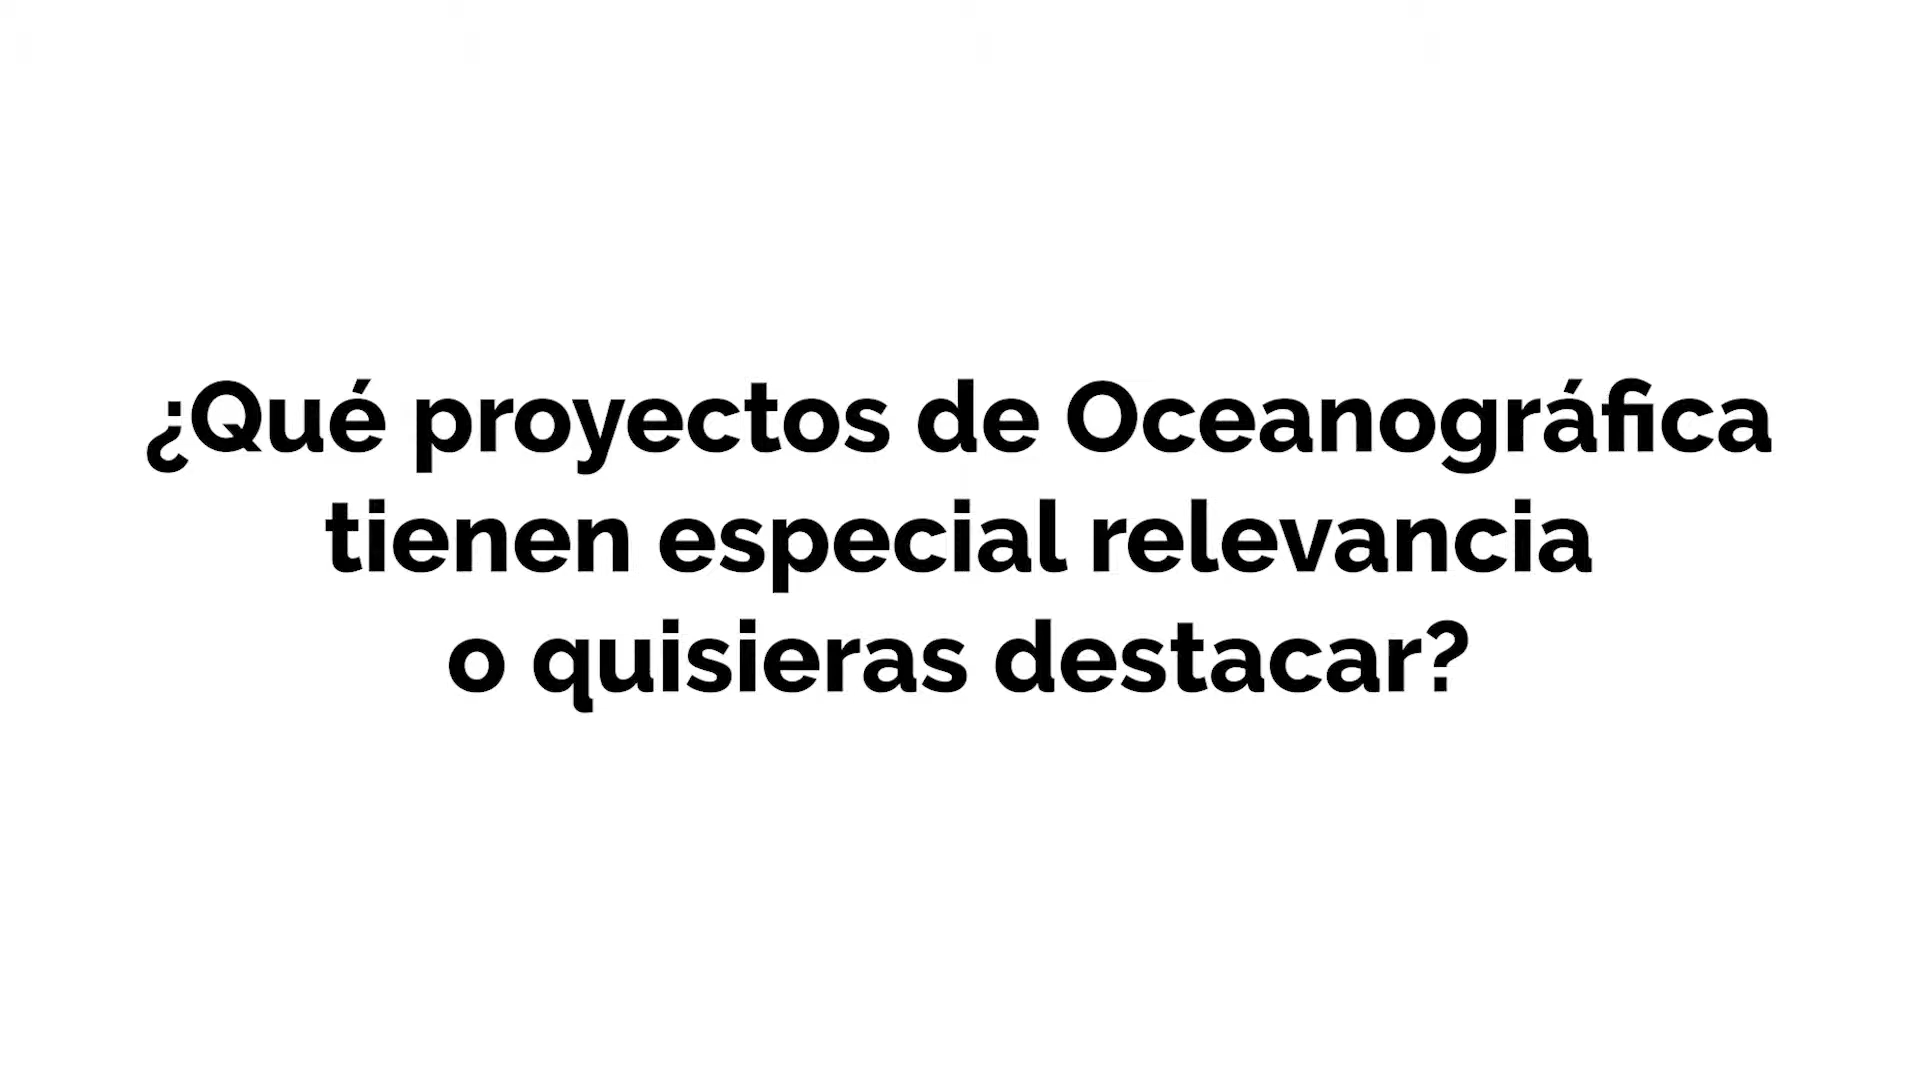 ¿Qué proyectos de Oceanográfica
tienen especial relevancia
o quisieras destacar?